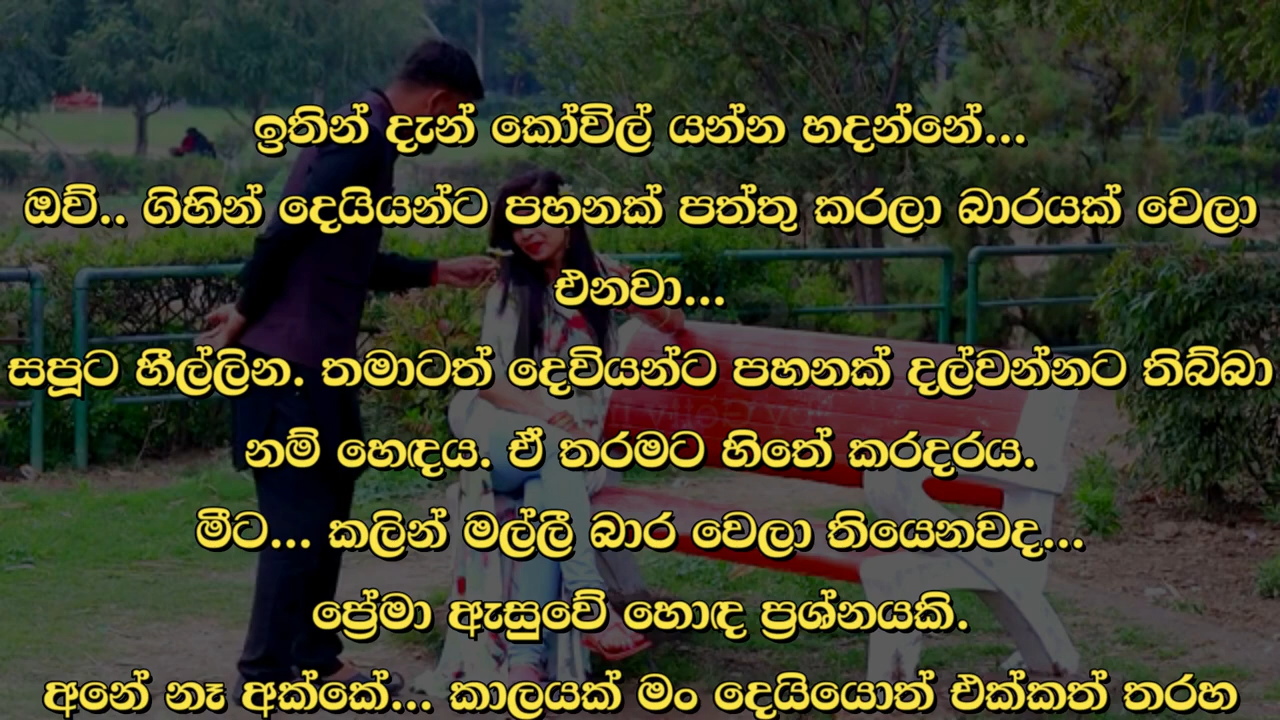 ඉතින් දැන් කෝවිල් යන්න හදන්නේ...
ඔව්.. ගිහින් දෙයියන්ට පහනක් පත්තු කරලා බාරයක් වෙලා
එනවා...
සපූට හීල්ලින. තමාටත් දෙවියන්ට පහනක් දල්වන්නට තිබ්බා
නම් හෙඳය. ඒ තරමට හිතේ කරදරය.
මීට... කලින් මල්ලී බාර වෙලා තියෙනවද...
ප්‍රේමා ඇසුවේ හොඳ ප්‍රශ්නයකි.
අනේ නෑ අක්කේ... කාලයක් මං දෙයියොත් එක්කත් තරහ